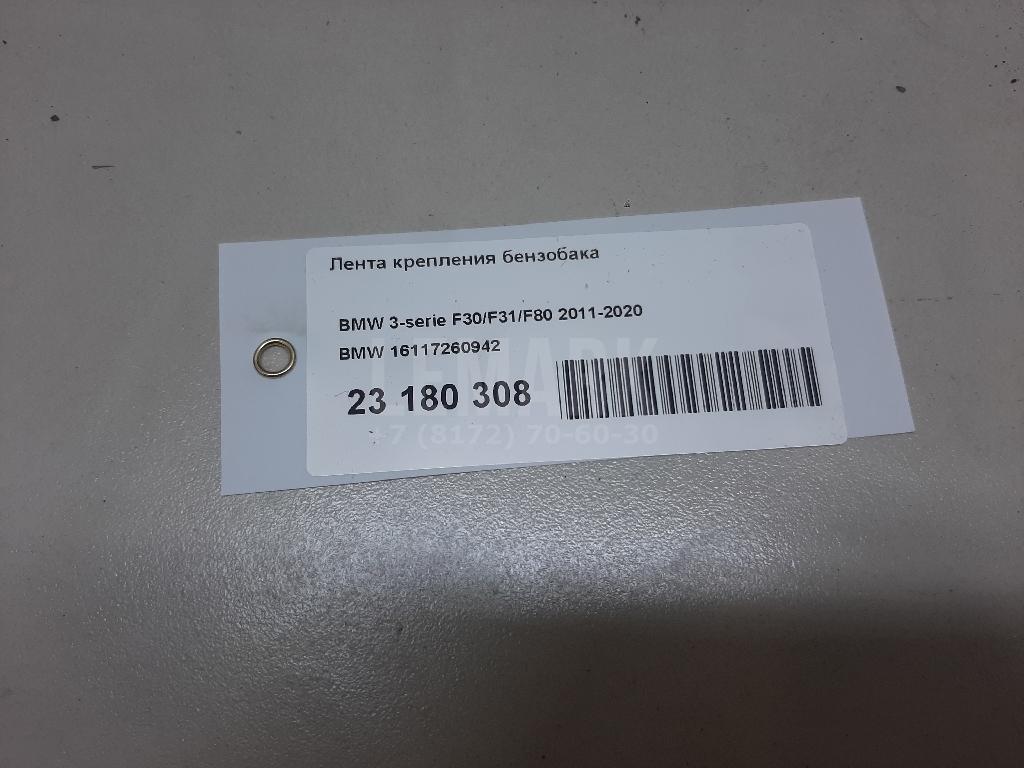 Лента крепления бензобака
BMW 3-serie F30/F31/F80 2011-2020
BMW 16117260942
23 180 308
LEMARK
+7 (8172) 70-60-30